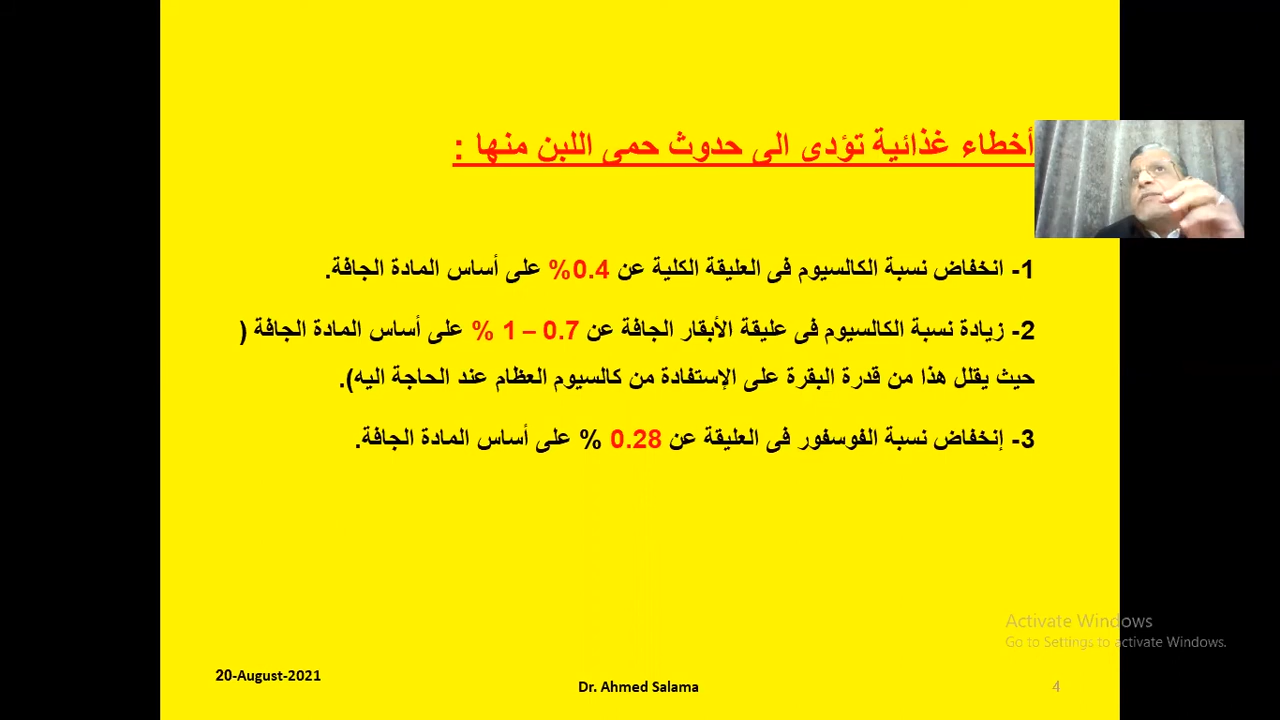 أخطاء غذائية تؤدى الى حدوث حمى اللبن منها :
1- انخفاض نسبة الكالسيوم فى العليقة الكلية عن 0.4% على أساس المادة الجافة.
2- زيادة نسبة الكالسيوم فى عليقة الأبقار الجافة عن 0.7 – 1 % على أساس المادة الجافة (
حيث يقلل هذا من قدرة البقرة على الإستفادة من كالسيوم العظام عند الحاجة اليه).
3- إنخفاض نسبة الفوسفور فى العليقة عن 0.28 % على أساس المادة الجافة.
Activate Windows
Go to Settings to activate Windows.
20-August-2021
Dr. Ahmed Salama
4